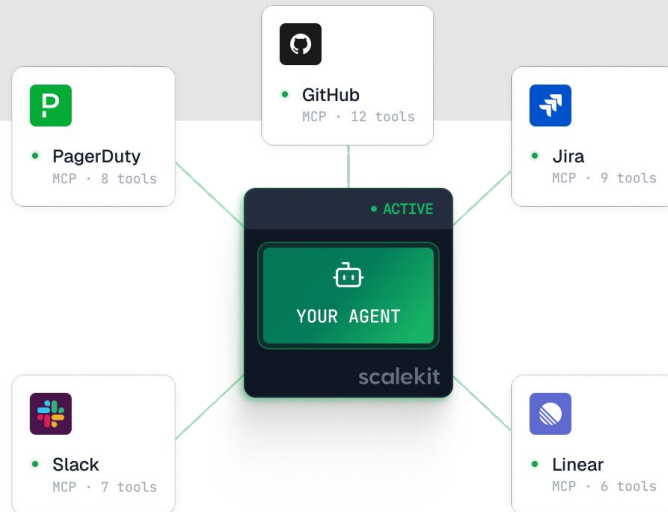 GitHub
MCP · 12 tools
PagerDuty
MCP · 8 tools
Jira
MCP · 9 tools
ACTIVE
YOUR AGENT
scalekit
Slack
MCP · 7 tools
Linear
MCP · 6 tools